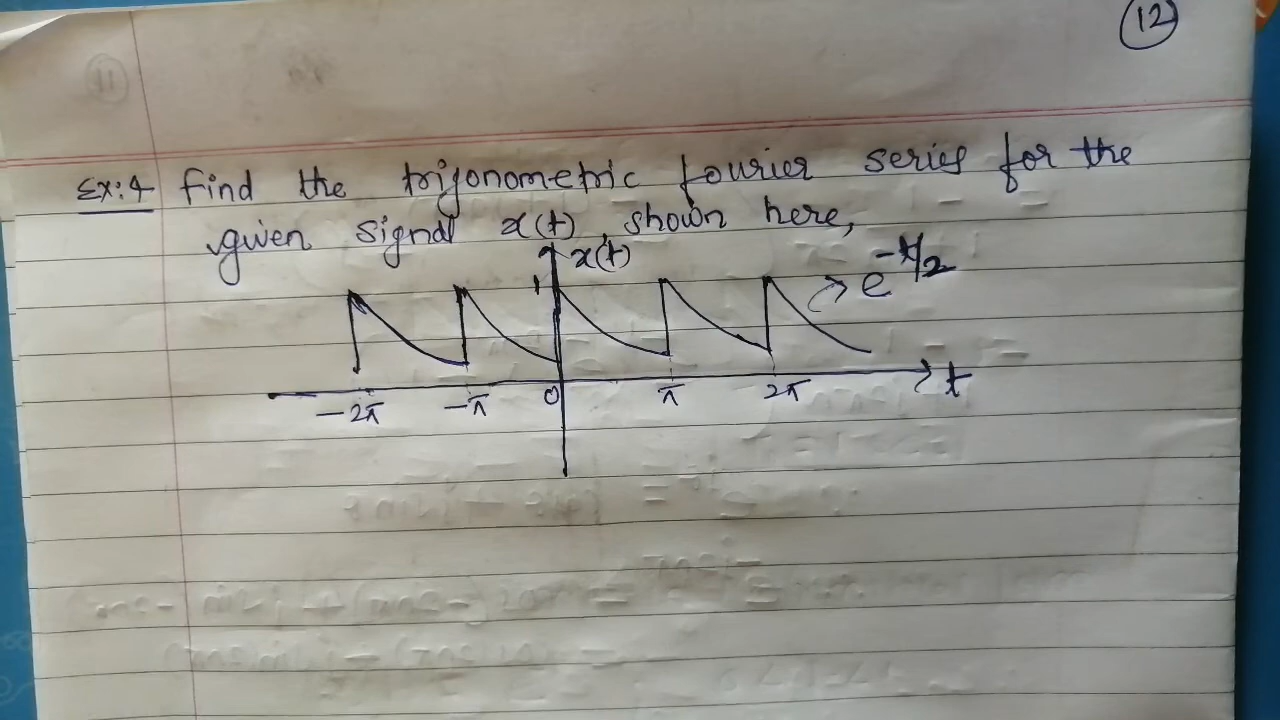 12
Ex:4 Find the trigonometric fourier series for the
given signal x(t), shown here,
x(t)
1
e^{-t/2}
-2π -π 0 π 2π t